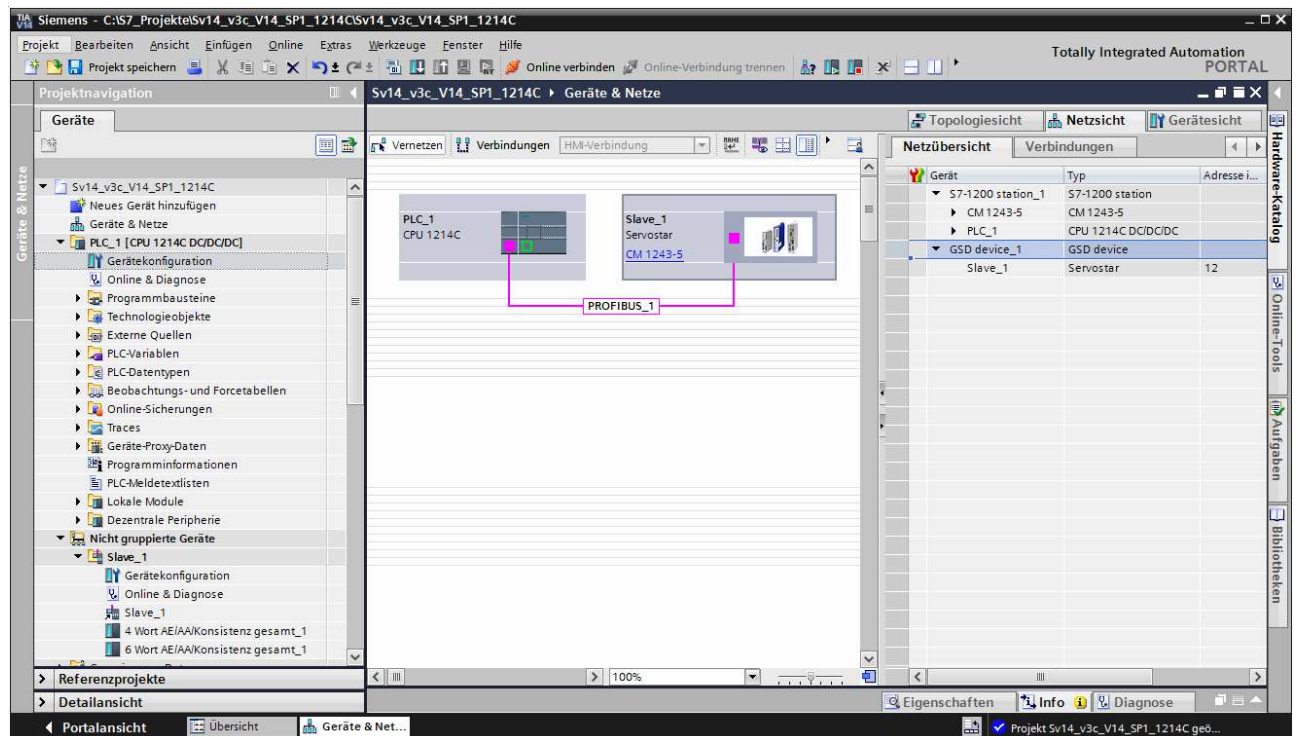 Siemens - C:\S7_Projekte\Sv14_v3c_V14_SP1_1214C\Sv14_v3c_V14_SP1_1214C
Projekt Bearbeiten Ansicht Einfügen Online Extras Werkzeuge Fenster Hilfe
Totally Integrated Automation
PORTAL
Projekt speichern Online verbinden Online-Verbindung trennen
Projektnavigation
Sv14_v3c_V14_SP1_1214C Geräte & Netze
Geräte
Topologiesicht Netzsicht Gerätesicht
Vernetzen Verbindungen HMI-Verbindung
Netzübersicht Verbindungen
Geräte & Netze
Sv14_v3c_V14_SP1_1214C
Neues Gerät hinzufügen
Geräte & Netze
PLC_1 [CPU 1214C DC/DC/DC]
Gerätekonfiguration
Online & Diagnose
Programmbausteine
Technologieobjekte
Externe Quellen
PLC-Variablen
PLC-Datentypen
Beobachtungs- und Forcetabellen
Online-Sicherungen
Traces
Geräte-Proxy-Daten
Programminformationen
PLC-Meldetextlisten
Lokale Module
Dezentrale Peripherie
Nicht gruppierte Geräte
Slave_1
Gerätekonfiguration
Online & Diagnose
Slave_1
4 Wort AE/AA/Konsistenz gesamt_1
6 Wort AE/AA/Konsistenz gesamt_1
Referenzprojekte
Detailansicht
PLC_1
CPU 1214C
Slave_1
Servostar
CM 1243-5
PROFIBUS_1
100%
Gerät Typ Adresse i...
S7-1200 station_1 S7-1200 station
CM 1243-5 CM 1243-5
PLC_1 CPU 1214C DC/DC/DC
GSD device_1 GSD device
Slave_1 Servostar 12
Hardware-Katalog
Online-Tools
Aufgaben
Bibliotheken
Eigenschaften Info Diagnose
Portalansicht Übersicht Geräte & Net...
Projekt Sv14_v3c_V14_SP1_1214C geö...